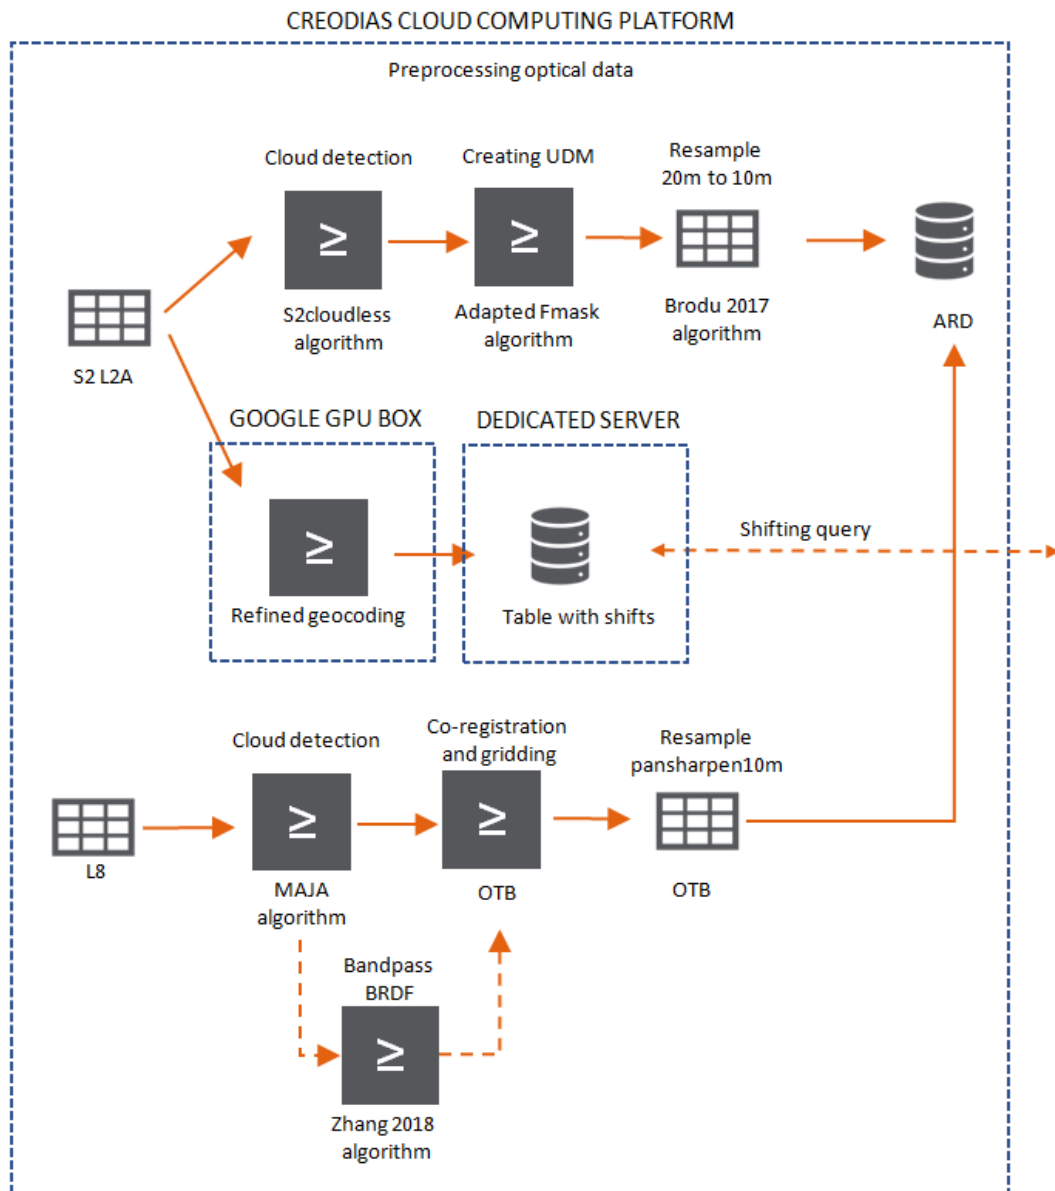 CREODIAS CLOUD COMPUTING PLATFORM
Preprocessing optical data
Cloud detection
Creating UDM
Resample
20m to 10m
S2cloudless
algorithm
Adapted Fmask
algorithm
Brodu 2017
algorithm
ARD
S2 L2A
GOOGLE GPU BOX
DEDICATED SERVER
Shifting query
Refined geocoding
Table with shifts
Cloud detection
Co-registration
and gridding
Resample
pansharpen10m
L8
MAJA
algorithm
OTB
OTB
Bandpass
BRDF
Zhang 2018
algorithm